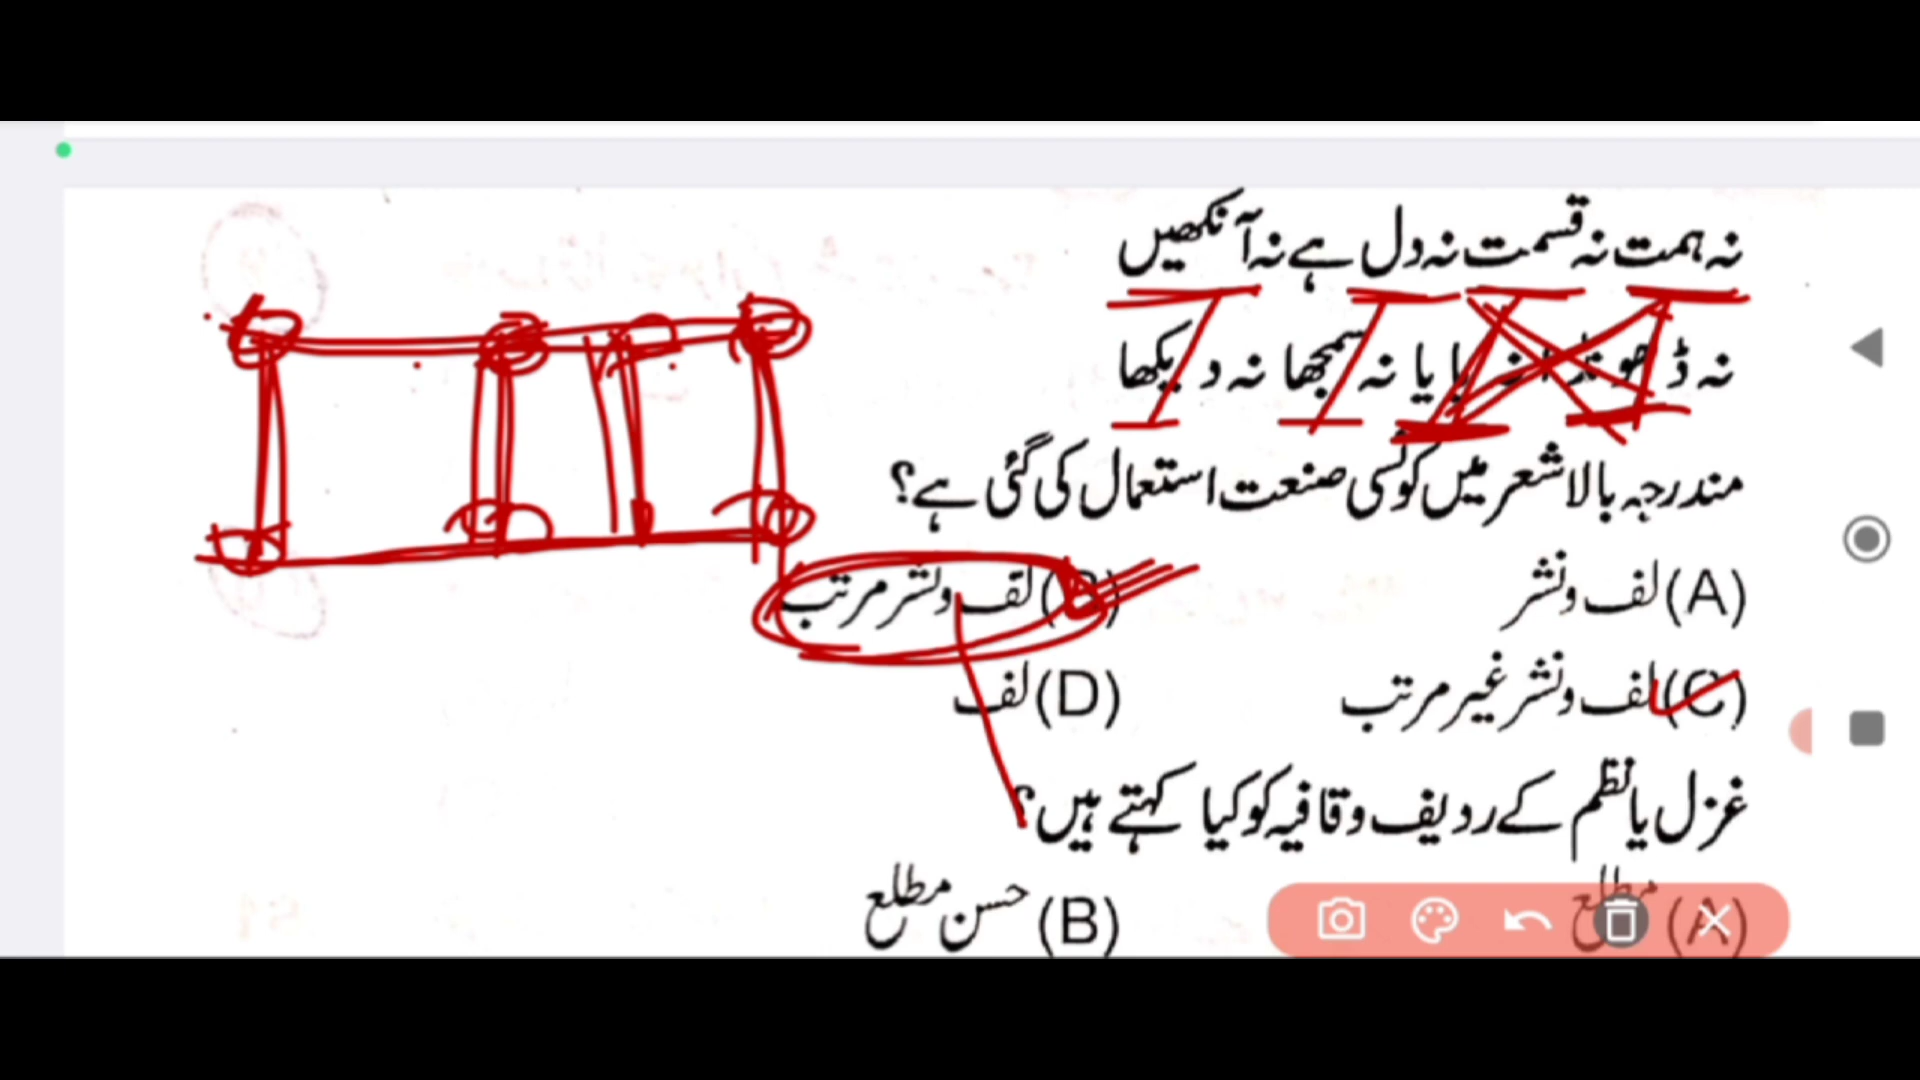 نہ ہمت نہ قسمت نہ دل ہے نہ آنکھیں
نہ ڈھونڈا نہ پایا نہ سمجھا نہ دیکھا
مندرجہ بالا شعر میں کونسی صنعت استعمال کی گئی ہے؟
(A) لف ونشر (B) لف ونشر مرتب
(C) لف ونشر غیر مرتب (D) لف
غزل یا نظم کے ردیف وقافیہ کو کیا کہتے ہیں؟
(A) مطلع (B) حسن مطلع